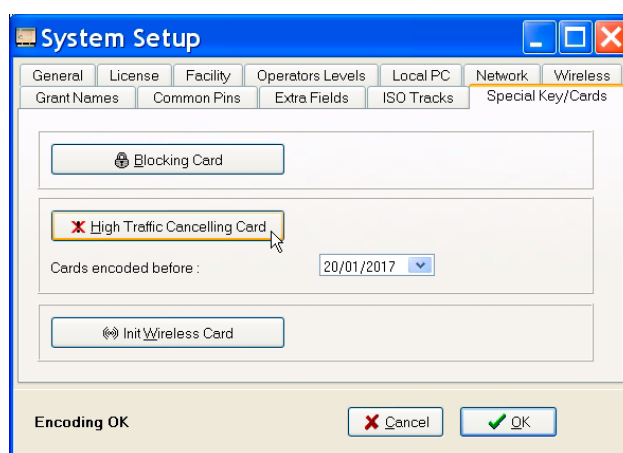 System Setup
General License Facility Operators Levels Local PC Network Wireless
Grant Names Common Pins Extra Fields ISO Tracks Special Key/Cards
Blocking Card
High Traffic Cancelling Card
Cards encoded before : 20/01/2017
Init Wireless Card
Encoding OK Cancel OK